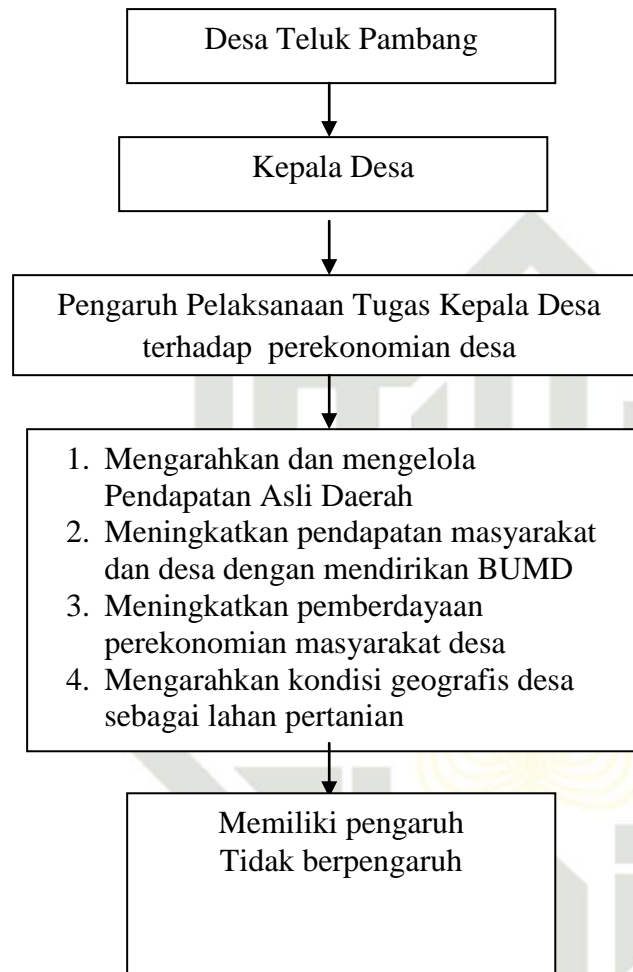 Desa Teluk Pambang
Kepala Desa
Pengaruh Pelaksanaan Tugas Kepala Desa
terhadap perekonomian desa
1. Mengarahkan dan mengelola
Pendapatan Asli Daerah
2. Meningkatkan pendapatan masyarakat
dan desa dengan mendirikan BUMD
3. Meningkatkan pemberdayaan
perekonomian masyarakat desa
4. Mengarahkan kondisi geografis desa
sebagai lahan pertanian
Memiliki pengaruh
Tidak berpengaruh